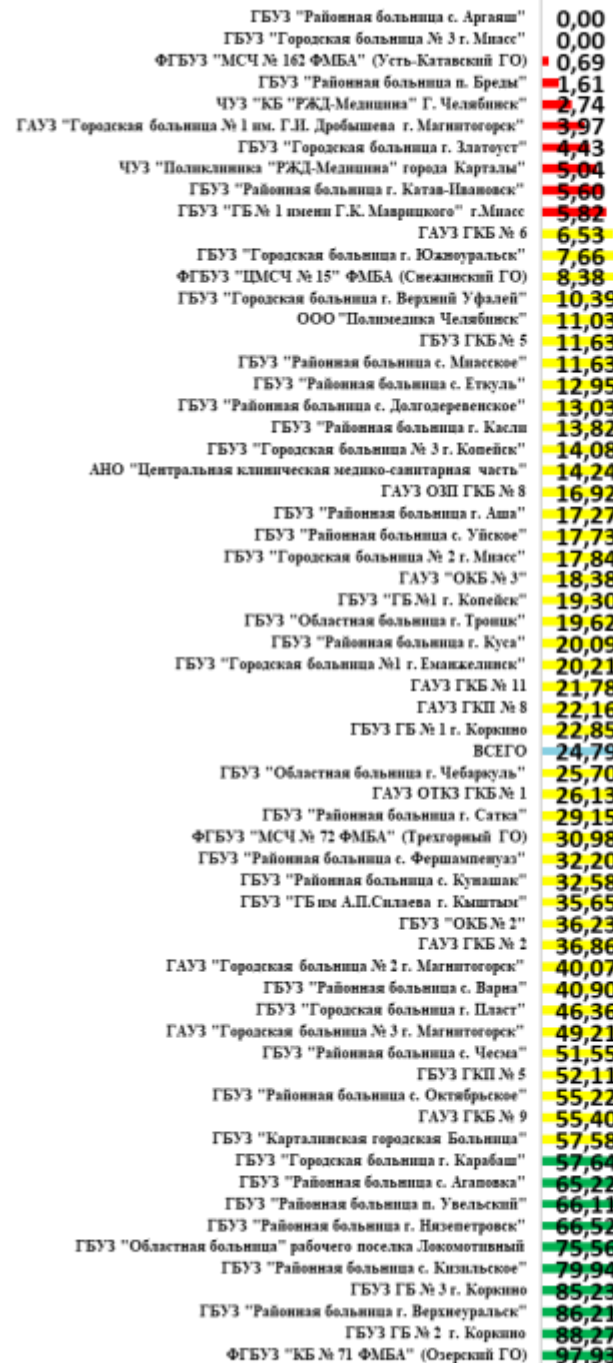 ГБУЗ "Районная больница с. Аргаяш" 0,00
ГБУЗ "Городская больница № 3 г. Миасс" 0,00
ФГБУЗ "МСЧ № 162 ФМБА" (Усть-Катавский ГО) 0,69
ГБУЗ "Районная больница п. Бреды" 1,61
ЧУЗ "КБ "РЖД-Медицина" Г. Челябинск" 2,74
ГАУЗ "Городская больница № 1 им. Г.И. Дробышева г. Магнитогорск" 3,97
ГБУЗ "Городская больница г. Златоуст" 4,43
ЧУЗ "Поликлиника "РЖД-Медицина" города Карталы" 5,04
ГБУЗ "Районная больница г. Катав-Ивановск" 5,60
ГБУЗ "ГБ № 1 имени Г.К. Маврицкого" г.Миасс 5,82
ГАУЗ ГКБ № 6 6,53
ГБУЗ "Городская больница г. Южноуральск" 7,66
ФГБУЗ "ЦМСЧ № 15" ФМБА (Снежинский ГО) 8,38
ГБУЗ "Городская больница г. Верхний Уфалей" 10,39
ООО "Полимедика Челябинск" 11,03
ГБУЗ ГКБ № 5 11,63
ГБУЗ "Районная больница с. Миасское" 11,63
ГБУЗ "Районная больница с. Еткуль" 12,95
ГБУЗ "Районная больница с. Долгодеревенское" 13,03
ГБУЗ "Районная больница г. Касли 13,82
ГБУЗ "Городская больница № 3 г. Копейск" 14,08
АНО "Центральная клиническая медико-санитарная часть" 14,24
ГАУЗ ОЗП ГКБ № 8 16,92
ГБУЗ "Районная больница г. Аша" 17,27
ГБУЗ "Районная больница с. Уйское" 17,73
ГБУЗ "Городская больница № 2 г. Миасс" 17,84
ГАУЗ "ОКБ № 3" 18,38
ГБУЗ "ГБ №1 г. Копейск" 19,30
ГБУЗ "Областная больница г. Троицк" 19,62
ГБУЗ "Районная больница г. Куса" 20,09
ГБУЗ "Городская больница №1 г. Еманжелинск" 20,21
ГАУЗ ГКБ № 11 21,78
ГАУЗ ГКП № 8 22,16
ГБУЗ ГБ № 1 г. Коркино 22,85
ВСЕГО 24,79
ГБУЗ "Областная больница г. Чебаркуль" 25,70
ГАУЗ ОТКЗ ГКБ № 1 26,13
ГБУЗ "Районная больница г. Сатка" 29,15
ФГБУЗ "МСЧ № 72 ФМБА" (Трехгорный ГО) 30,98
ГБУЗ "Районная больница с. Фершампенуаз" 32,20
ГБУЗ "Районная больница с. Кунашак" 32,58
ГБУЗ "ГБ им А.П.Силаева г. Кыштым" 35,65
ГБУЗ "ОКБ № 2" 36,23
ГАУЗ ГКБ № 2 36,86
ГАУЗ "Городская больница № 2 г. Магнитогорск" 40,07
ГБУЗ "Районная больница с. Варна" 40,90
ГБУЗ "Городская больница г. Пласт" 46,36
ГАУЗ "Городская больница № 3 г. Магнитогорск" 49,21
ГБУЗ "Районная больница с. Чесма" 51,55
ГБУЗ ГКП № 5 52,11
ГБУЗ "Районная больница с. Октябрьское" 55,22
ГАУЗ ГКБ № 9 55,40
ГБУЗ "Карталинская городская Больница" 57,58
ГБУЗ "Городская больница г. Карабаш" 57,64
ГБУЗ "Районная больница с. Агаповка" 65,22
ГБУЗ "Районная больница п. Увельский" 66,11
ГБУЗ "Районная больница г. Нязепетровск" 66,52
ГБУЗ "Областная больница" рабочего поселка Локомотивный 75,56
ГБУЗ "Районная больница с. Кизильское" 79,94
ГБУЗ ГБ № 3 г. Коркино 85,23
ГБУЗ "Районная больница г. Верхнеуральск" 86,21
ГБУЗ ГБ № 2 г. Коркино 88,27
ФГБУЗ "КБ № 71 ФМБА" (Озерский ГО) 97,93